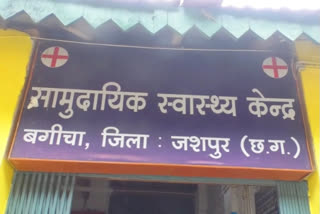 सामुदायिक स्वास्थ्य केन्द्र
बगीचा, जिला : जशपुर (छ.ग.)